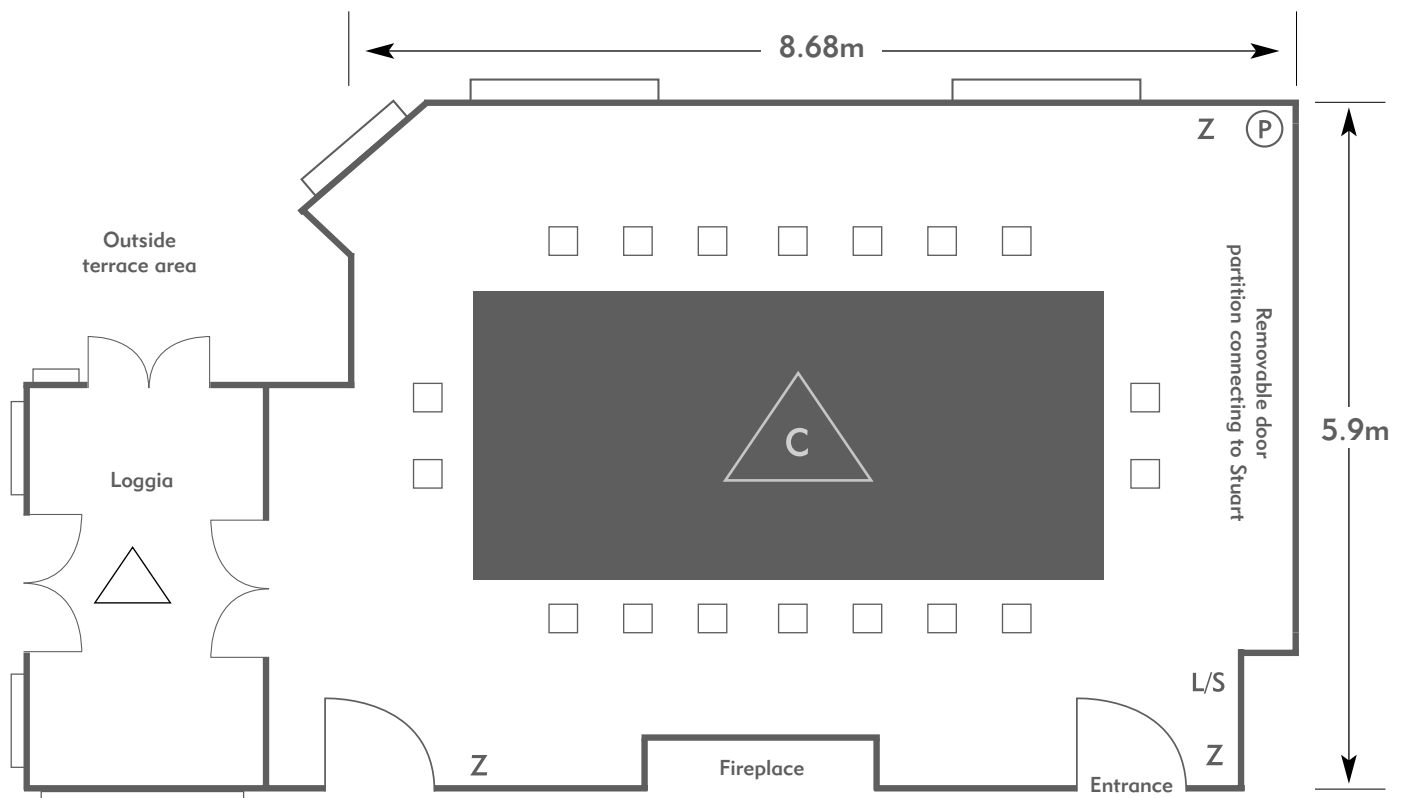 8.68m
Z
P
Outside
terrace area
Removable door
partition connecting to Stuart
C
5.9m
Loggia
L/S
Z
Z
Fireplace
Entrance